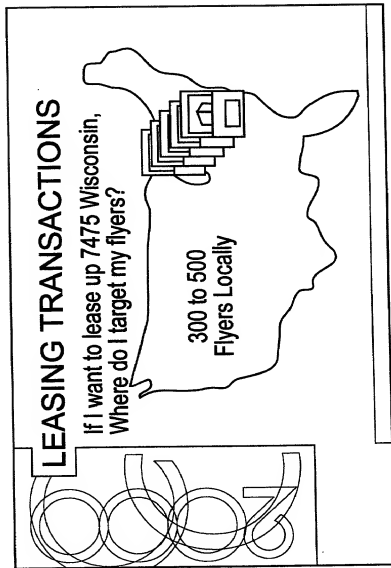 LEASING TRANSACTIONS
If I want to lease up 7475 Wisconsin,
Where do I target my flyers?
300 to 500
Flyers Locally